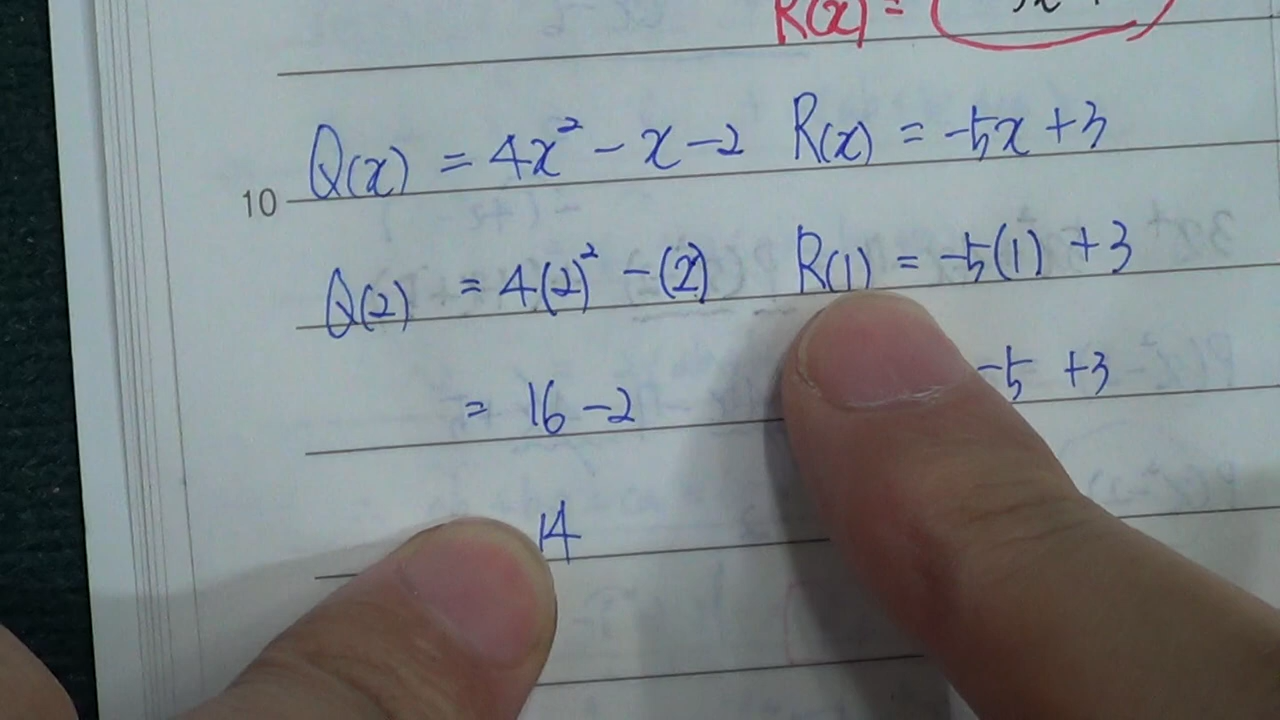 R(x) =
Q(x) = 4x² - x - 2 R(x) = -5x + 3
10
Q(2) = 4(2)² - (2) R(1) = -5(1) + 3
= 16 - 2 -5 + 3
14